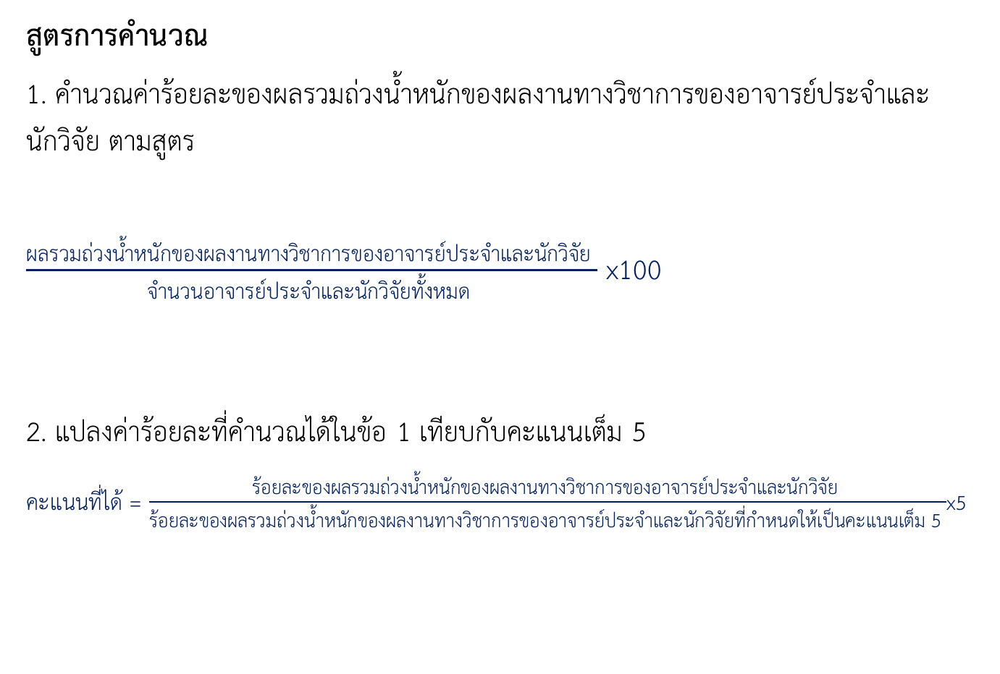 สูตรการคำนวณ
1. คำนวณค่าร้อยละของผลรวมถ่วงน้ำหนักของผลงานทางวิชาการของอาจารย์ประจำและ
นักวิจัย ตามสูตร
ผลรวมถ่วงน้ำหนักของผลงานทางวิชาการของอาจารย์ประจำและนักวิจัย
x100
จำนวนอาจารย์ประจำและนักวิจัยทั้งหมด
2. แปลงค่าร้อยละที่คำนวณได้ในข้อ 1 เทียบกับคะแนนเต็ม 5
ร้อยละของผลรวมถ่วงน้ำหนักของผลงานทางวิชาการของอาจารย์ประจำและนักวิจัย
คะแนนที่ได้ = x5
ร้อยละของผลรวมถ่วงน้ำหนักของผลงานทางวิชาการของอาจารย์ประจำและนักวิจัยที่กำหนดให้เป็นคะแนนเต็ม 5